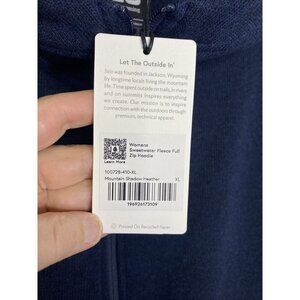 Let The Outside In
Stio was founded in Jackson, Wyoming
by longtime locals living the mountain
life. Time spent outside on trails, in rivers
and on summits inspires everything
we create. Our mission is to inspire
connection with the outdoors through
premium, technical apparel.
Womens
Sweetwater Fleece Full
Zip Hoodie
Learn More
100728-410-XL
Mountain Shadow Heather XL
196926173109
Printed On Recycled Paper